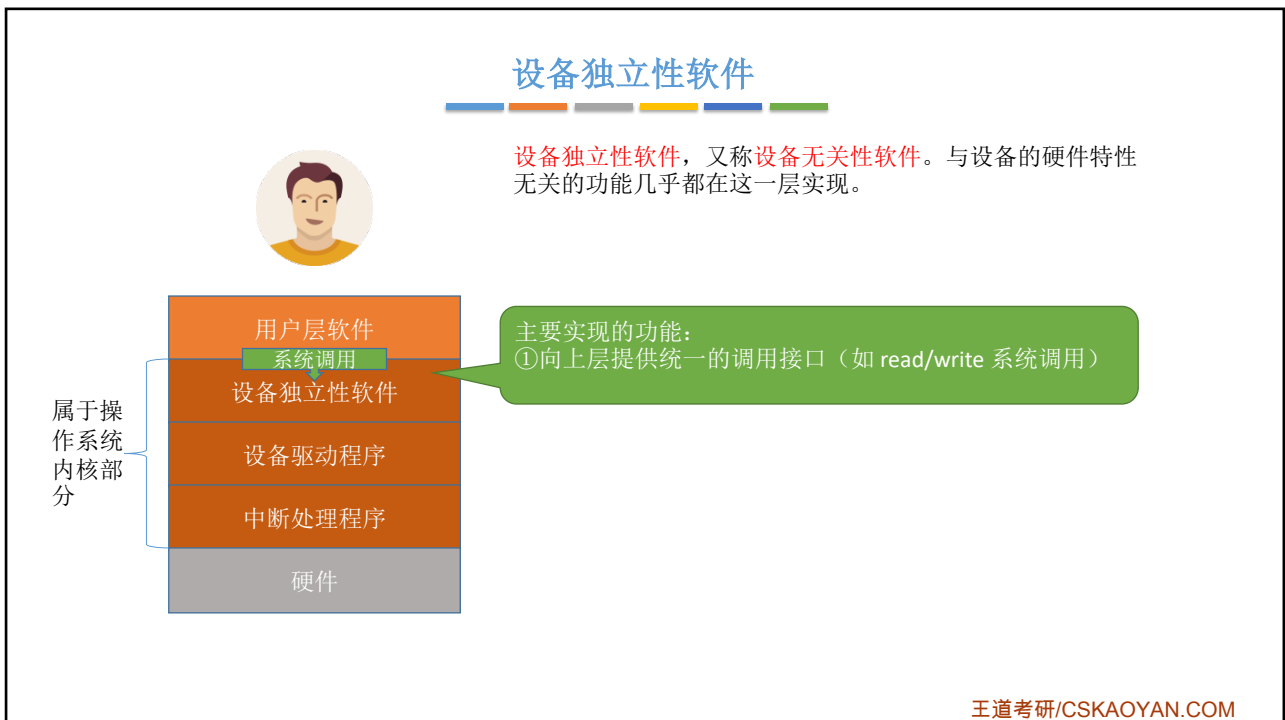 设备独立性软件
设备独立性软件，又称设备无关性软件。与设备的硬件特性
无关的功能几乎都在这一层实现。
用户层软件
系统调用
设备独立性软件
设备驱动程序
中断处理程序
硬件
属于操
作系统
内核部
分
主要实现的功能：
①向上层提供统一的调用接口（如 read/write 系统调用）
王道考研/CSKAOYAN.COM